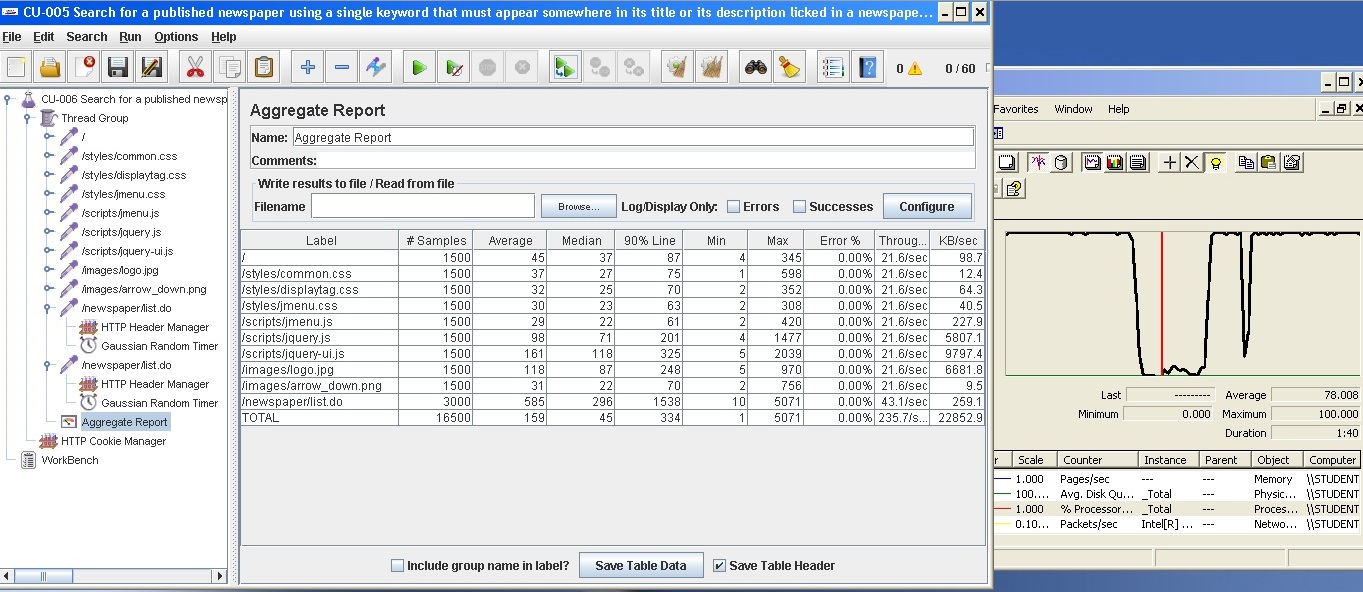 CU-005 Search for a published newspaper using a single keyword that must appear somewhere in its title or its description licked in a newspape...
File Edit Search Run Options Help
0 0 / 60
CU-006 Search for a published newsp
Thread Group
/
/styles/common.css
/styles/displaytag.css
/styles/jmenu.css
/scripts/jmenu.js
/scripts/jquery.js
/scripts/jquery-ui.js
/images/logo.jpg
/images/arrow_down.png
/newspaper/list.do
HTTP Header Manager
Gaussian Random Timer
/newspaper/list.do
HTTP Header Manager
Gaussian Random Timer
Aggregate Report
HTTP Cookie Manager
WorkBench
Aggregate Report
Name: Aggregate Report
Comments:
Write results to file / Read from file
Filename Browse... Log/Display Only: Errors Successes Configure
Label # Samples Average Median 90% Line Min Max Error % Throug... KB/sec
/ 1500 45 37 87 4 345 0.00% 21.6/sec 98.7
/styles/common.css 1500 37 27 75 1 598 0.00% 21.6/sec 12.4
/styles/displaytag.css 1500 32 25 70 2 352 0.00% 21.6/sec 64.3
/styles/jmenu.css 1500 30 23 63 2 308 0.00% 21.6/sec 40.5
/scripts/jmenu.js 1500 29 22 61 2 420 0.00% 21.6/sec 227.9
/scripts/jquery.js 1500 98 71 201 4 1477 0.00% 21.6/sec 5807.1
/scripts/jquery-ui.js 1500 161 118 325 5 2039 0.00% 21.6/sec 9797.4
/images/logo.jpg 1500 118 87 248 5 970 0.00% 21.6/sec 6681.8
/images/arrow_down.png 1500 31 22 70 2 756 0.00% 21.6/sec 9.5
/newspaper/list.do 3000 585 296 1538 10 5071 0.00% 43.1/sec 259.1
TOTAL 16500 159 45 334 1 5071 0.00% 235.7/s... 22852.9
Include group name in label? Save Table Data Save Table Header
Favorites Window Help
Last --------- Average 78.008
Minimum 0.000 Maximum 100.000
Duration 1:40
r Scale Counter Instance Parent Object Computer
1.000 Pages/sec --- --- Memory \\STUDENT
100.... Avg. Disk Qu... _Total --- Physic... \\STUDENT
1.000 % Processor... _Total --- Proces... \\STUDENT
0.10... Packets/sec Intel[R] ... --- Netwo... \\STUDENT